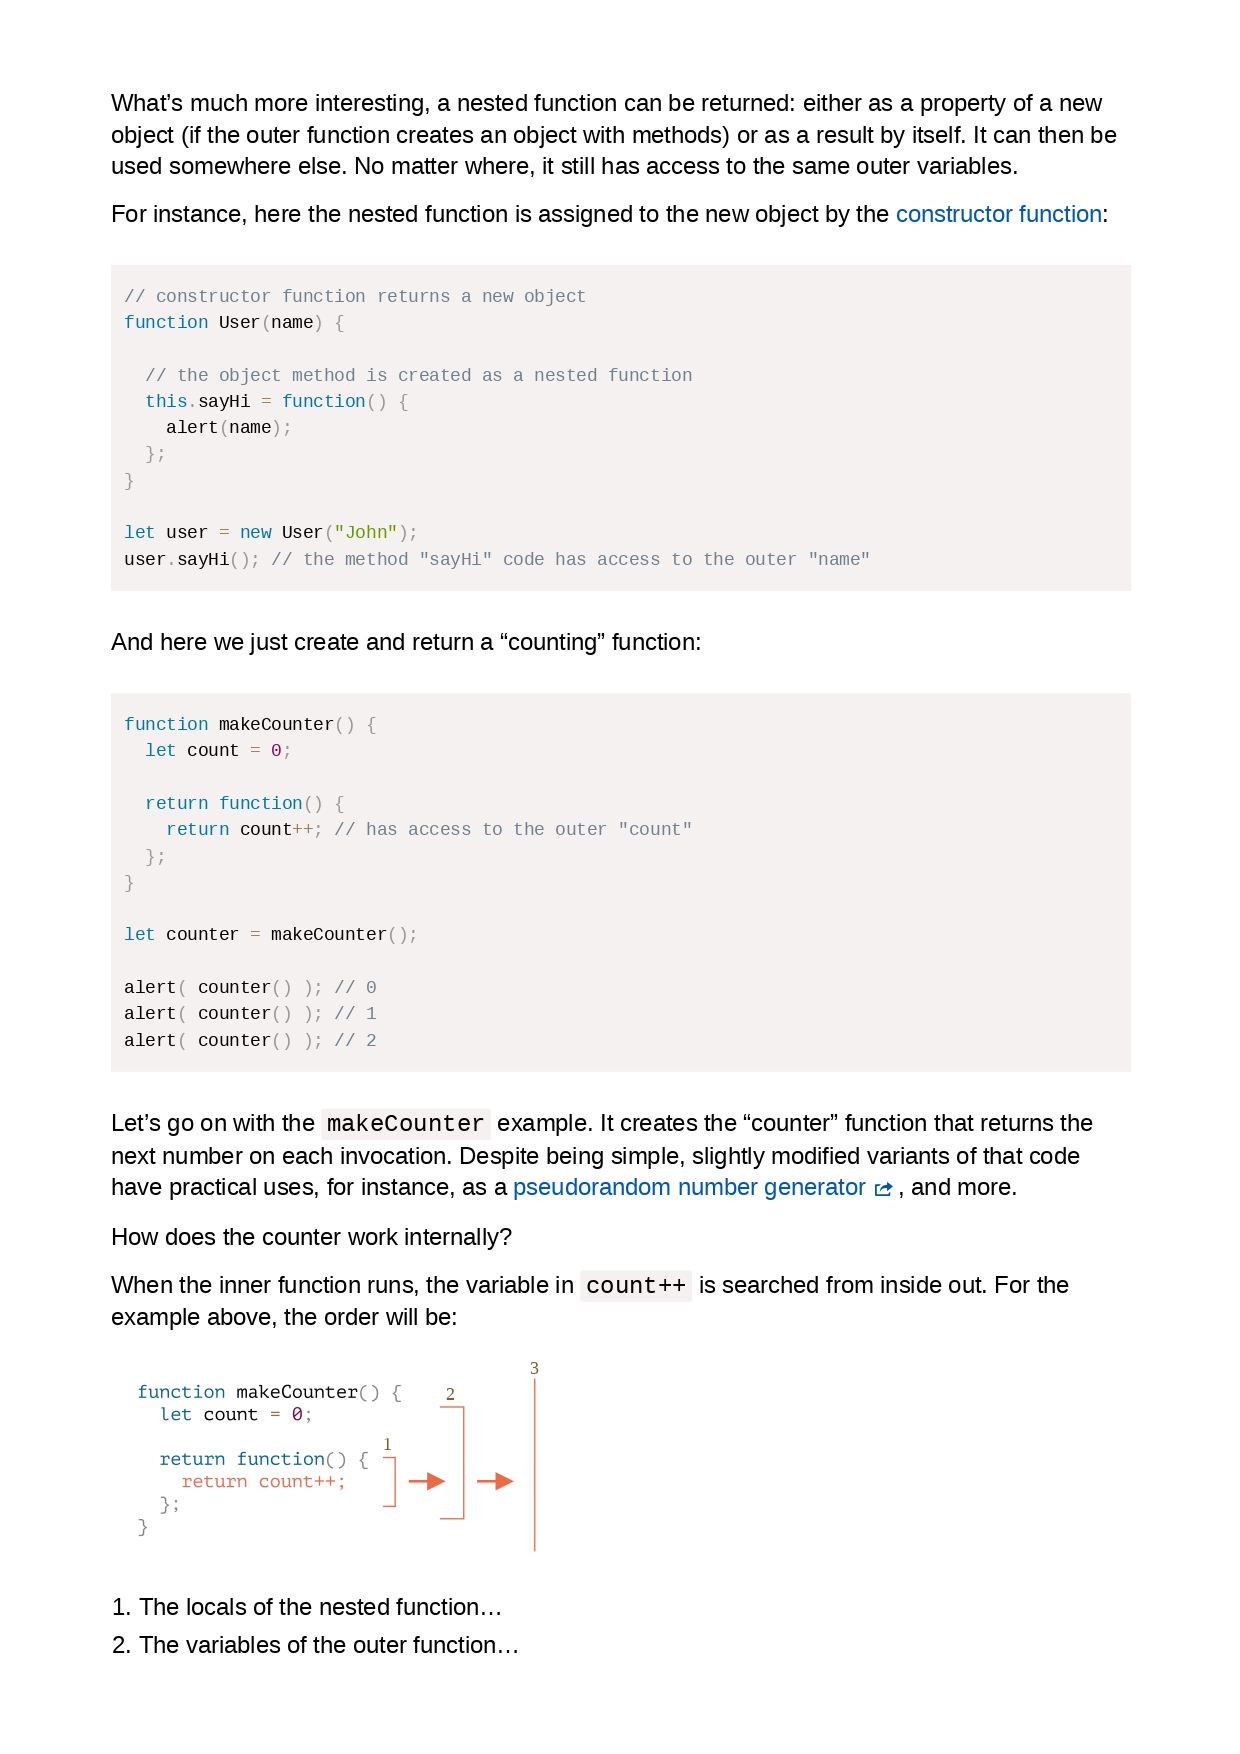 What’s much more interesting, a nested function can be returned: either as a property of a new
object (if the outer function creates an object with methods) or as a result by itself. It can then be
used somewhere else. No matter where, it still has access to the same outer variables.
For instance, here the nested function is assigned to the new object by the constructor function:
// constructor function returns a new object
function User(name) {
  // the object method is created as a nested function
  this.sayHi = function() {
    alert(name);
  };
}
let user = new User("John");
user.sayHi(); // the method "sayHi" code has access to the outer "name"
And here we just create and return a “counting” function:
function makeCounter() {
  let count = 0;
  return function() {
    return count++; // has access to the outer "count"
  };
}
let counter = makeCounter();
alert( counter() ); // 0
alert( counter() ); // 1
alert( counter() ); // 2
Let’s go on with the makeCounter example. It creates the “counter” function that returns the
next number on each invocation. Despite being simple, slightly modified variants of that code
have practical uses, for instance, as a pseudorandom number generator , and more.
How does the counter work internally?
When the inner function runs, the variable in count++ is searched from inside out. For the
example above, the order will be:
3
function makeCounter() { 2
  let count = 0;
1
  return function() {
    return count++;
  };
}
1. The locals of the nested function…
2. The variables of the outer function…